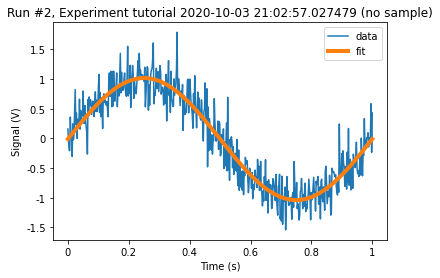 Run #2, Experiment tutorial 2020-10-03 21:02:57.027479 (no sample)
data
fit
1.5
1
0.5
0
-0.5
-1
-1.5
Signal (V)
0
0.2
0.4
0.6
0.8
1
Time (s)